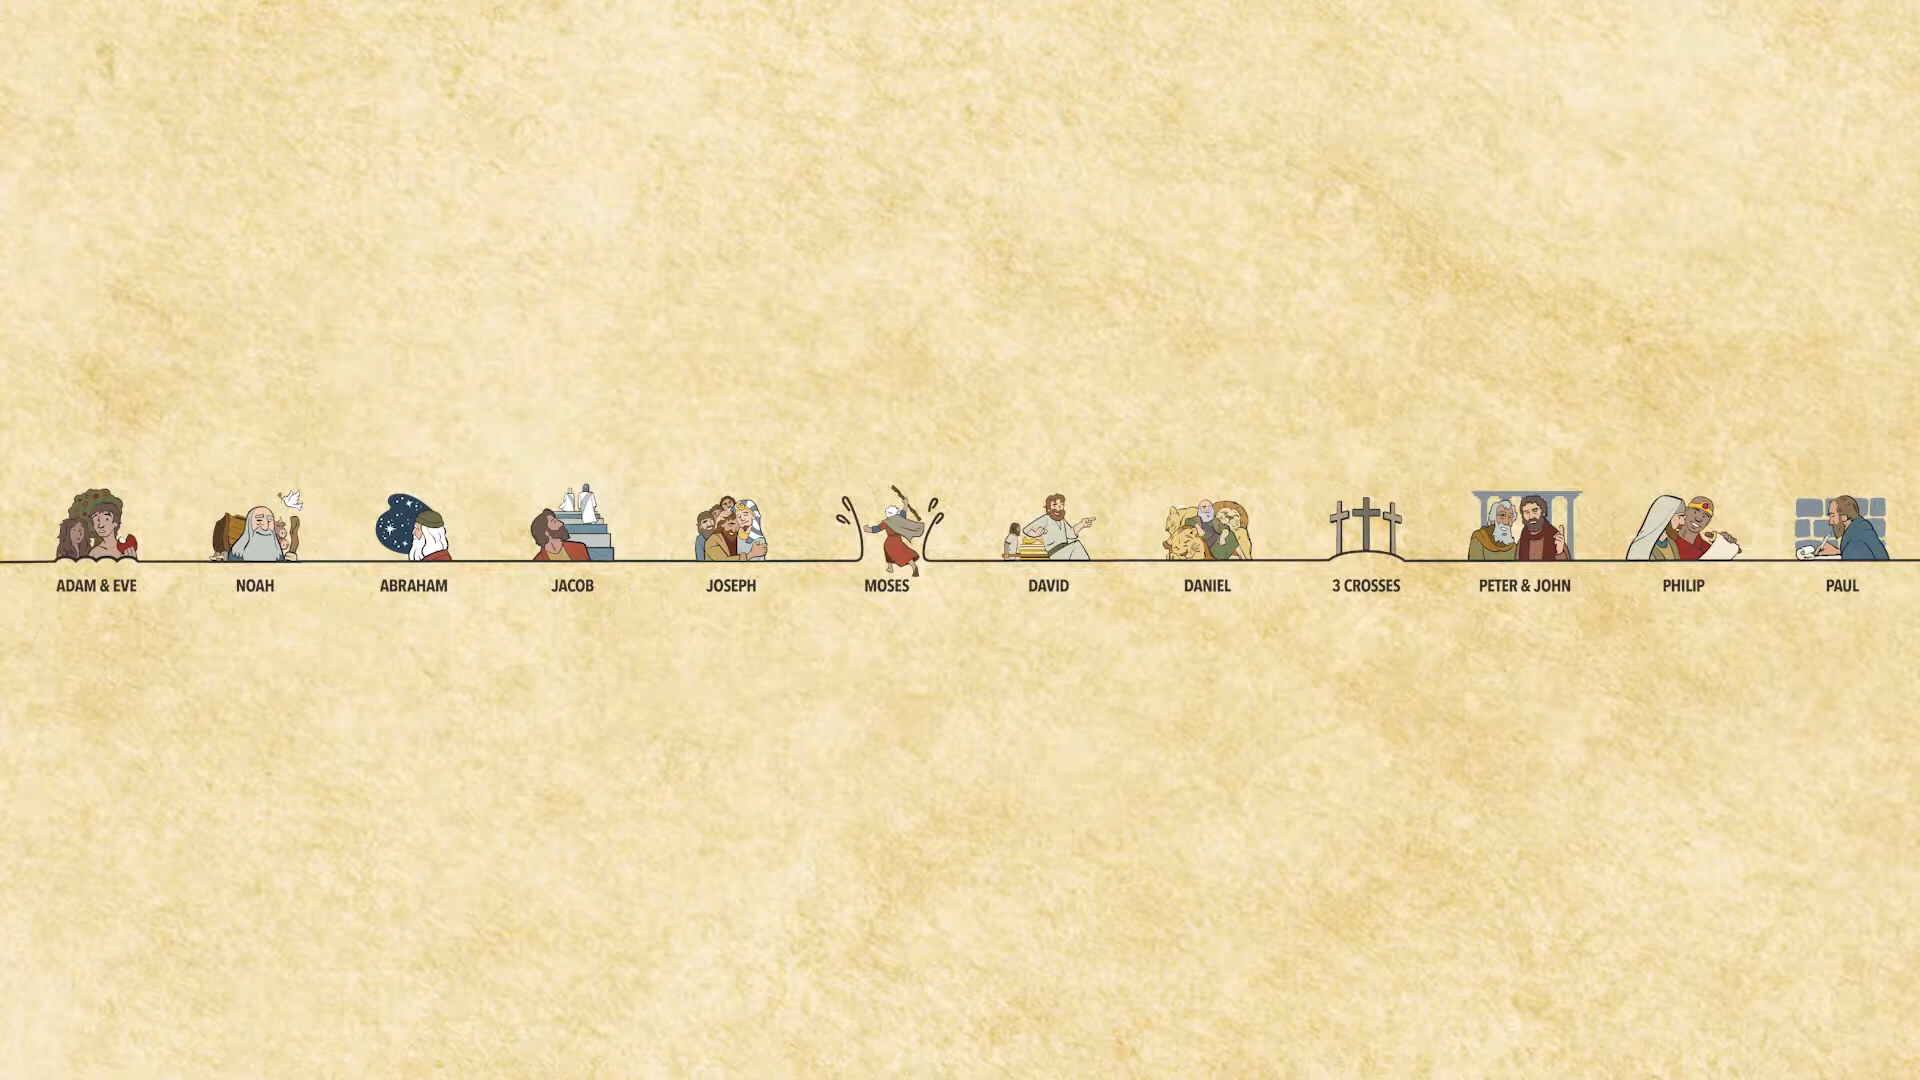 ADAM & EVE
NOAH
ABRAHAM
JACOB
JOSEPH
MOSES
DAVID
DANIEL
3 CROSSES
PETER & JOHN
PHILIP
PAUL